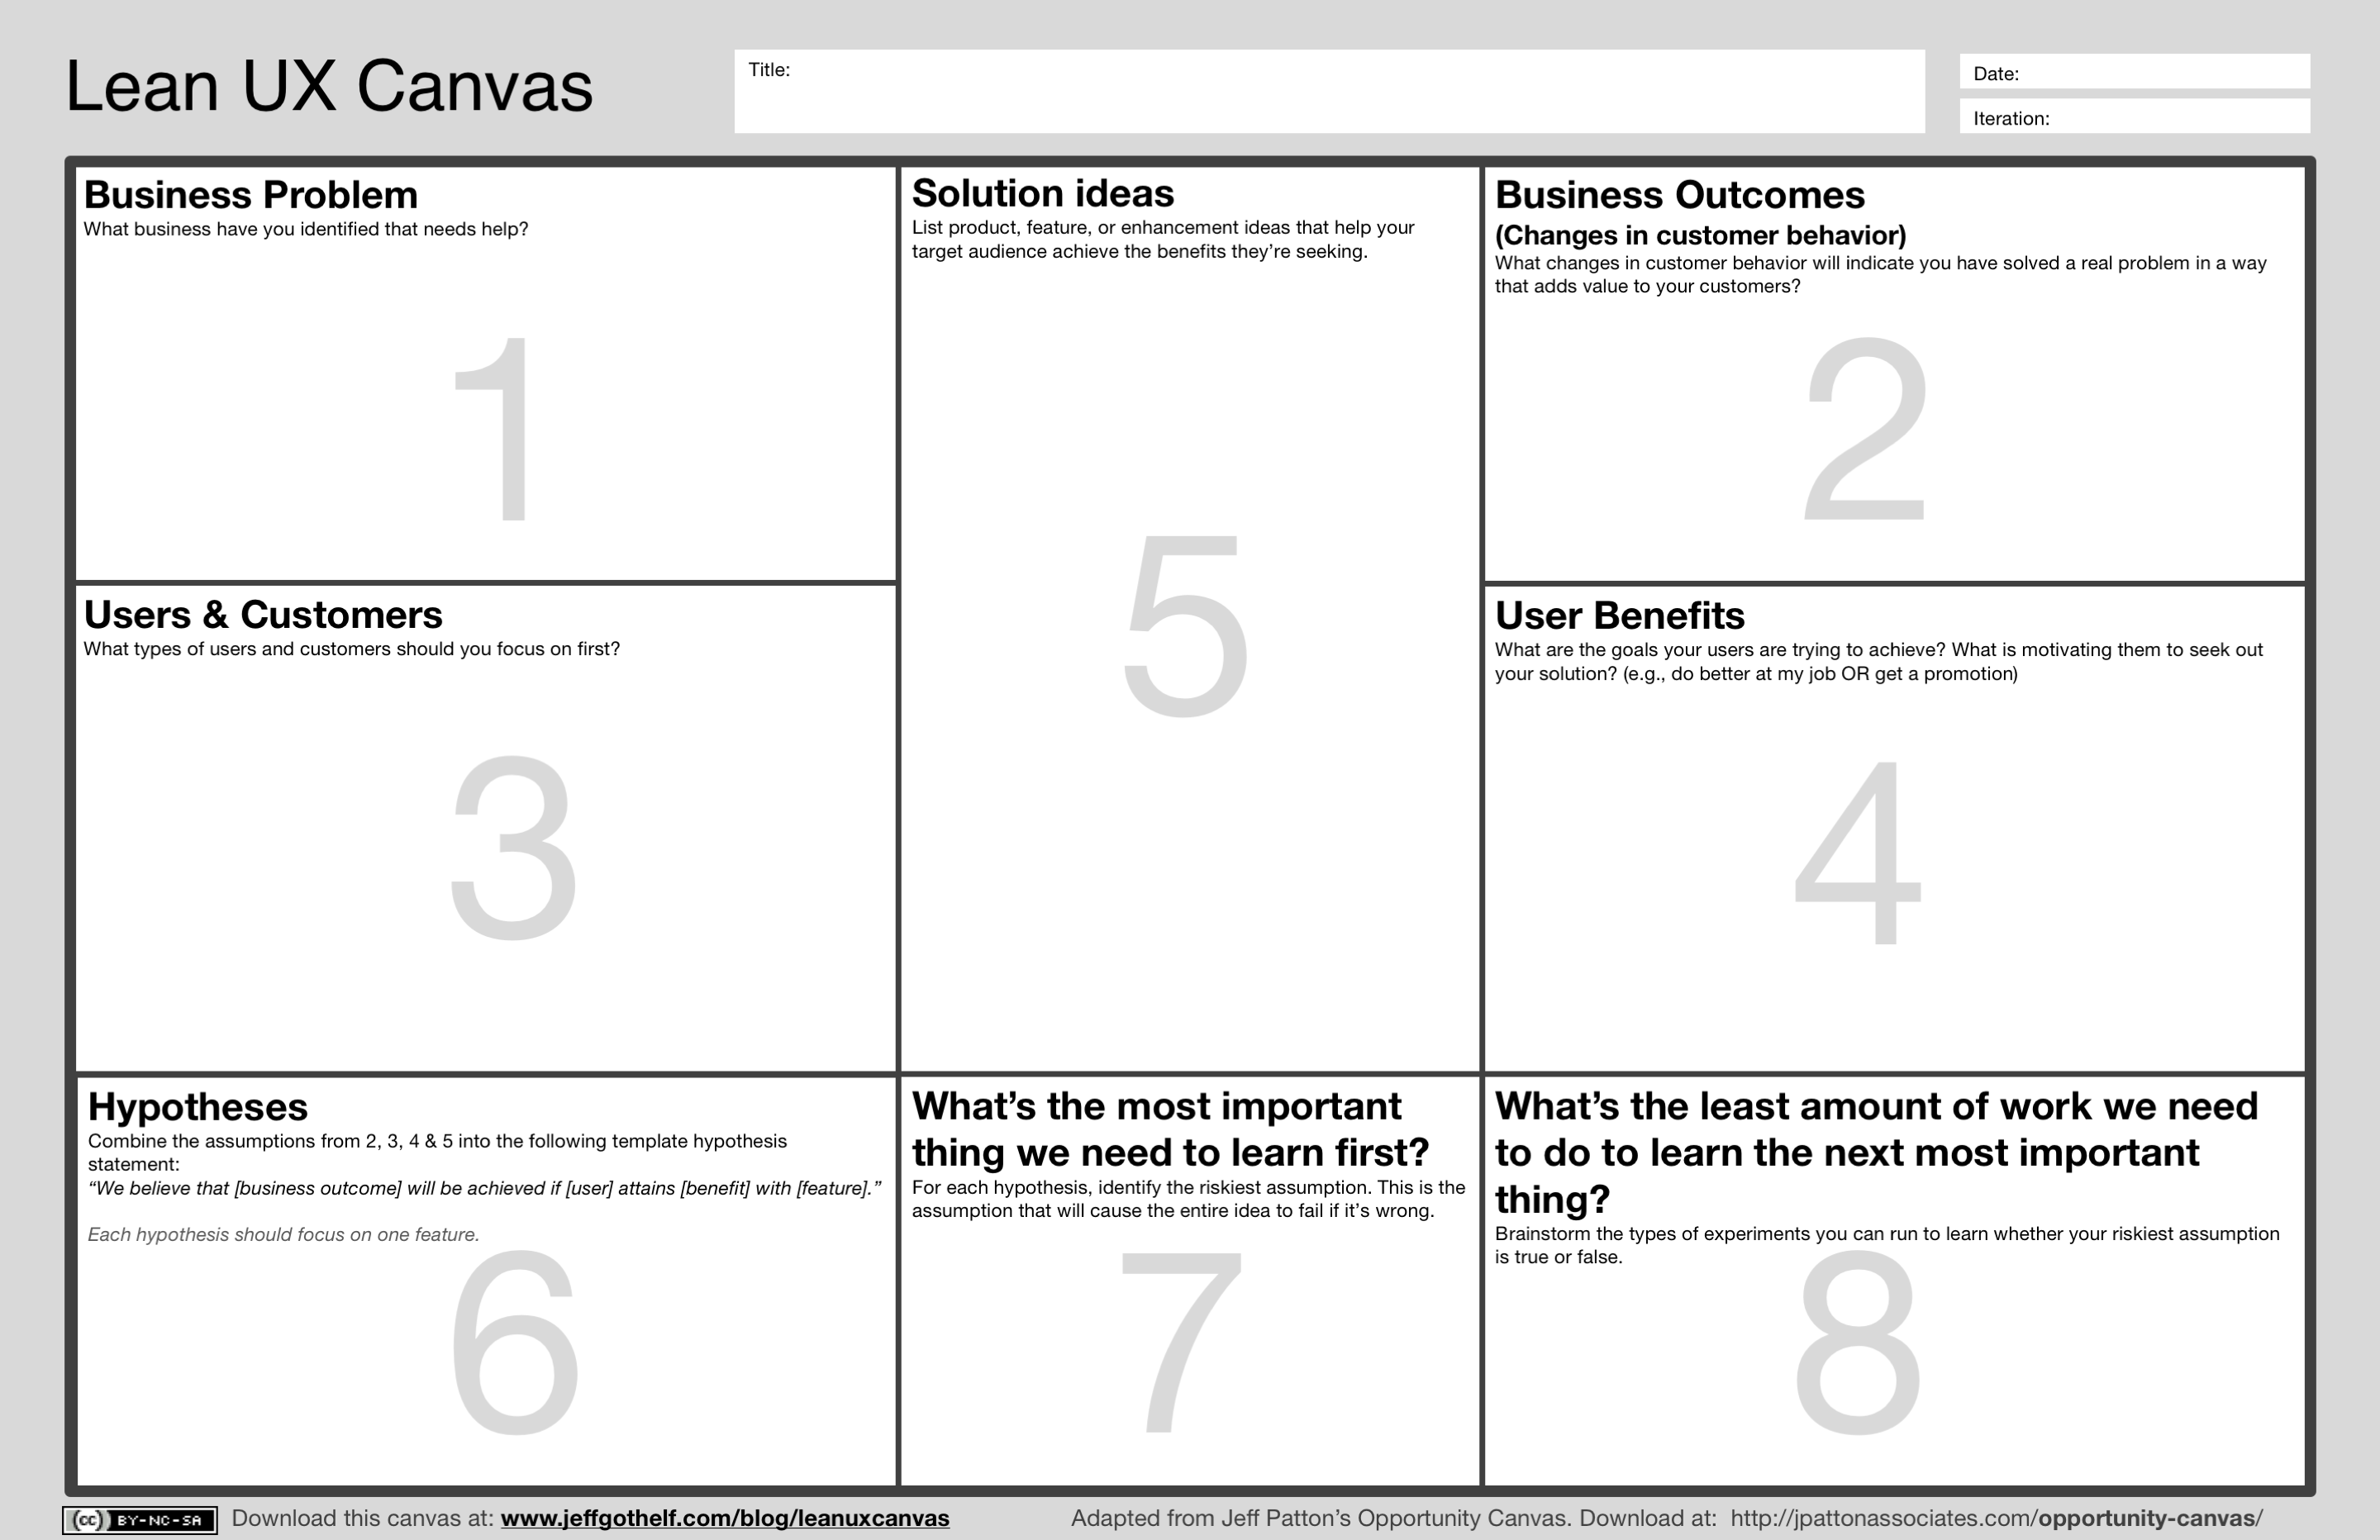 Lean UX Canvas
Title:
Date:
Iteration:
Business Problem
What business have you identified that needs help?
1
Solution ideas
List product, feature, or enhancement ideas that help your
target audience achieve the benefits they’re seeking.
5
Business Outcomes
(Changes in customer behavior)
What changes in customer behavior will indicate you have solved a real problem in a way
that adds value to your customers?
2
Users & Customers
What types of users and customers should you focus on first?
3
User Benefits
What are the goals your users are trying to achieve? What is motivating them to seek out
your solution? (e.g., do better at my job OR get a promotion)
4
Hypotheses
Combine the assumptions from 2, 3, 4 & 5 into the following template hypothesis
statement:
“We believe that [business outcome] will be achieved if [user] attains [benefit] with [feature].”
Each hypothesis should focus on one feature.
6
What’s the most important
thing we need to learn first?
For each hypothesis, identify the riskiest assumption. This is the
assumption that will cause the entire idea to fail if it’s wrong.
7
What’s the least amount of work we need
to do to learn the next most important
thing?
Brainstorm the types of experiments you can run to learn whether your riskiest assumption
is true or false.
8
(cc) BY-NC-SA
Download this canvas at: www.jeffgothelf.com/blog/leanuxcanvas
Adapted from Jeff Patton’s Opportunity Canvas. Download at: http://jpattonassociates.com/opportunity-canvas/